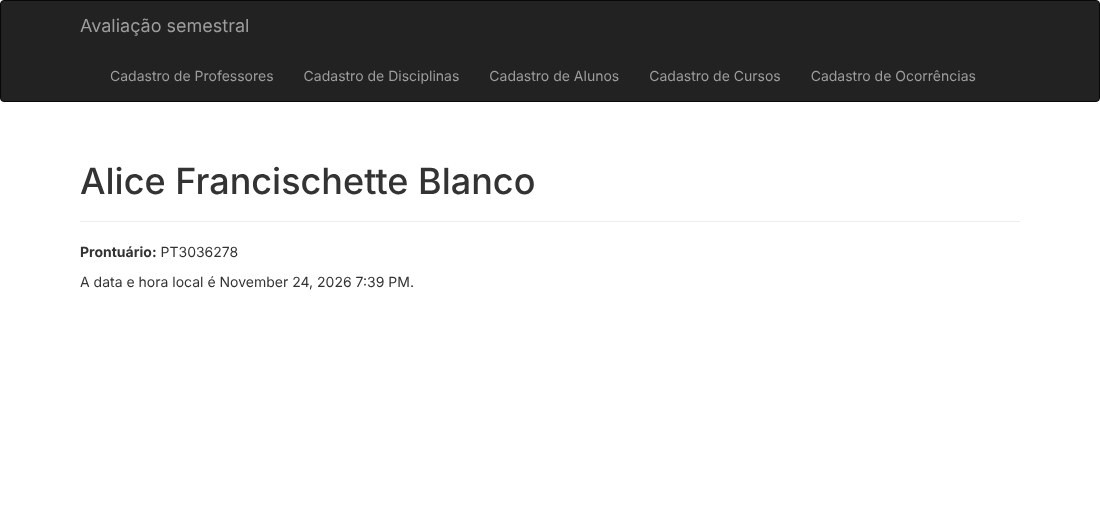 Avaliação semestral
Cadastro de Professores Cadastro de Disciplinas Cadastro de Alunos Cadastro de Cursos Cadastro de Ocorrências
Alice Francischette Blanco
Prontuário: PT3036278
A data e hora local é November 24, 2026 7:39 PM.